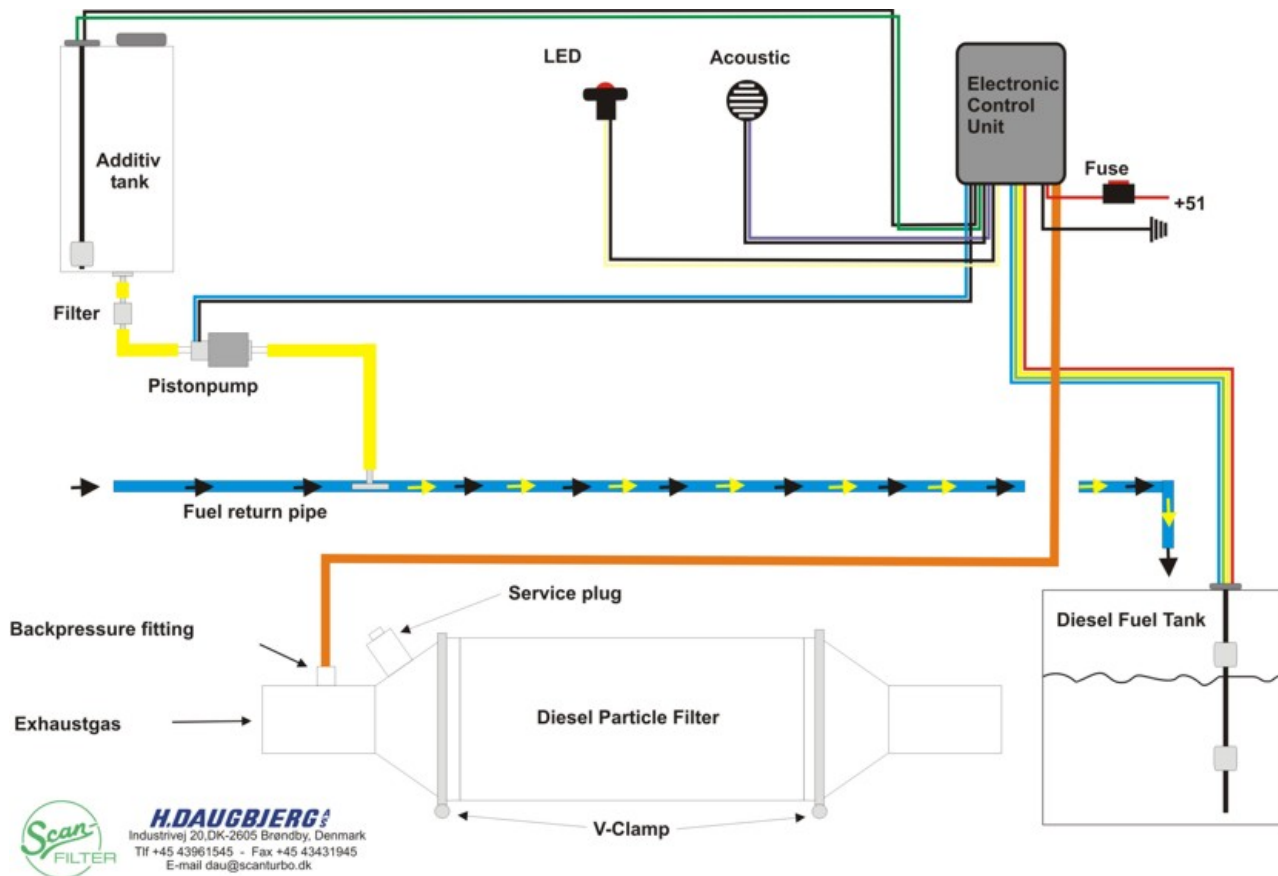 LED
Acoustic
Electronic
Control
Unit
Additiv
tank
Fuse
+51
Filter
Pistonpump
Fuel return pipe
Service plug
Backpressure fitting
Diesel Fuel Tank
Exhaustgas
Diesel Particle Filter
V-Clamp
Scan-
FILTER
H.DAUGBJERG A/S
Industrivej 20,DK-2605 Brøndby, Denmark
Tlf +45 43961545 - Fax +45 43431945
E-mail dau@scanturbo.dk